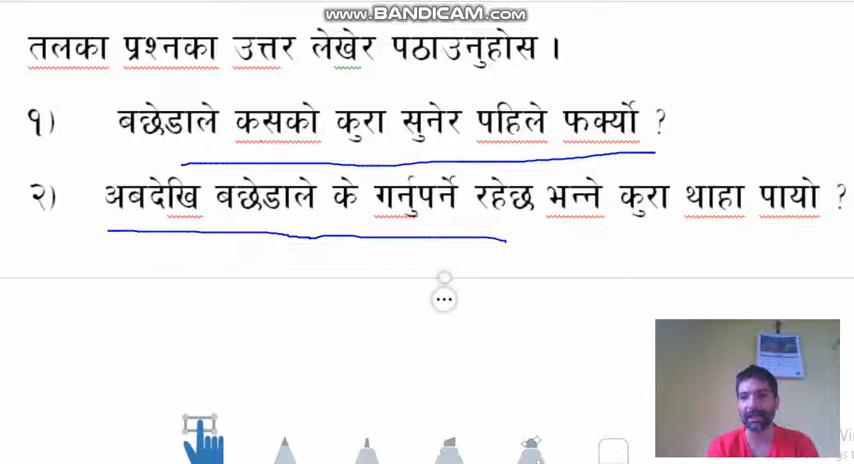 www.BANDICAM.com
तलका प्रश्नका उत्तर लेखेर पठाउनुहोस ।
१) बछेडाले कसको कुरा सुनेर पहिले फर्क्यो ?
२) अबदेखि बछेडाले के गर्नुपर्ने रहेछ भन्ने कुरा थाहा पायो ?